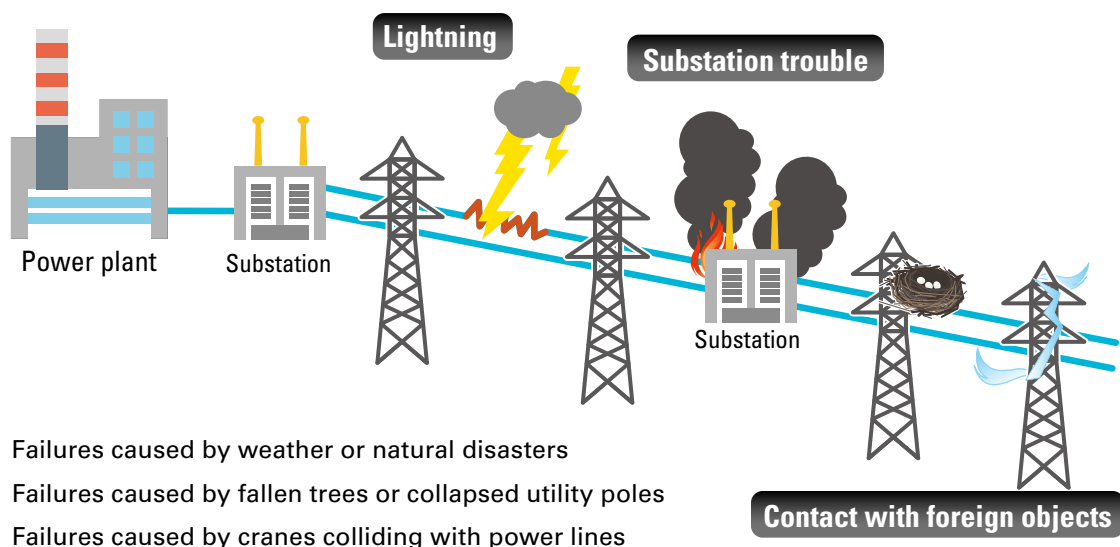 Lightning
Substation trouble
Power plant
Substation
Substation
Failures caused by weather or natural disasters
Failures caused by fallen trees or collapsed utility poles
Contact with foreign objects
Failures caused by cranes colliding with power lines